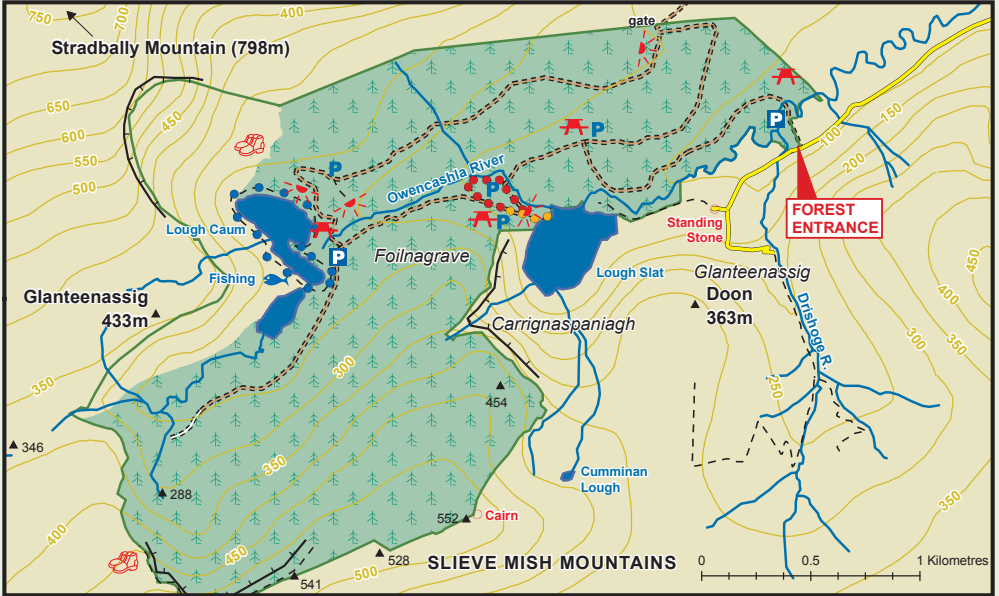 750
700
400
gate
Stradbally Mountain (798m)
650
600
550
500
450
P
P
P
150
100
200
Owencashla River
P
P
Lough Caum
Fishing
P
Foilnagrave
Lough Slat
Standing
Stone
FOREST
ENTRANCE
Glanteenassig
433m
Glanteenassig
Doon
363m
Carrignaspaniagh
Drishoge R.
450
400
350
300
250
350
300
454
346
350
288
Cumminan
Lough
552
Cairn
400
450
541
528
500
SLIEVE MISH MOUNTAINS
350
0
0.5
1 Kilometres